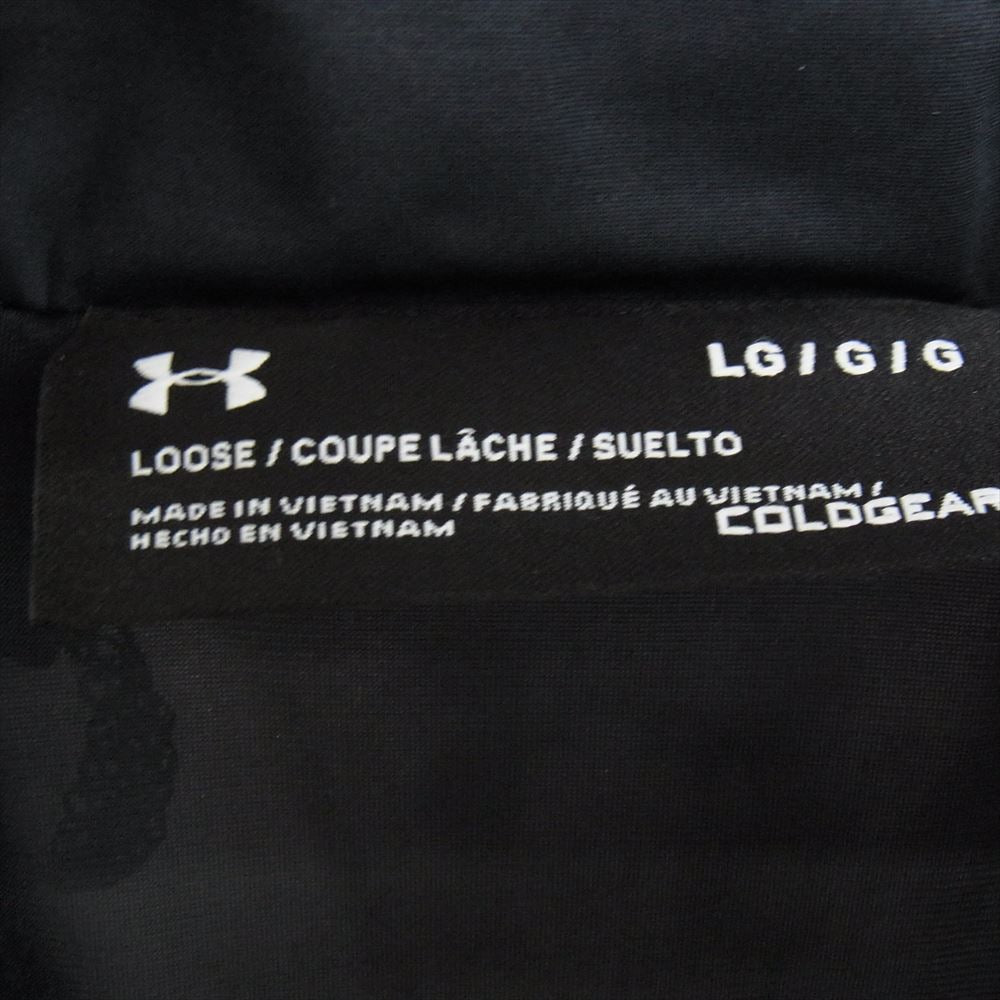 LG / G / G
LOOSE / COUPE LÂCHE / SUELTO
MADE IN VIETNAM / FABRIQUÉ AU VIETNAM /
HECHO EN VIETNAM
COLDGEAR